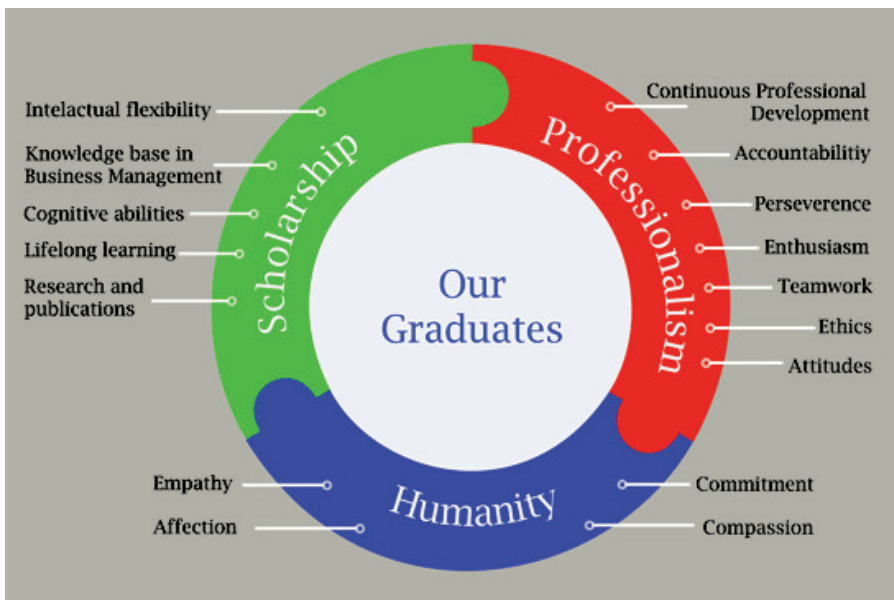 Intelactual flexibility
Knowledge base in
Business Management
Cognitive abilities
Lifelong learning
Research and
publications
Scholarship
Continuous Professional
Development
Accountabilitiy
Perseverence
Enthusiasm
Teamwork
Ethics
Attitudes
Professionalism
Our
Graduates
Empathy
Affection
Humanity
Commitment
Compassion